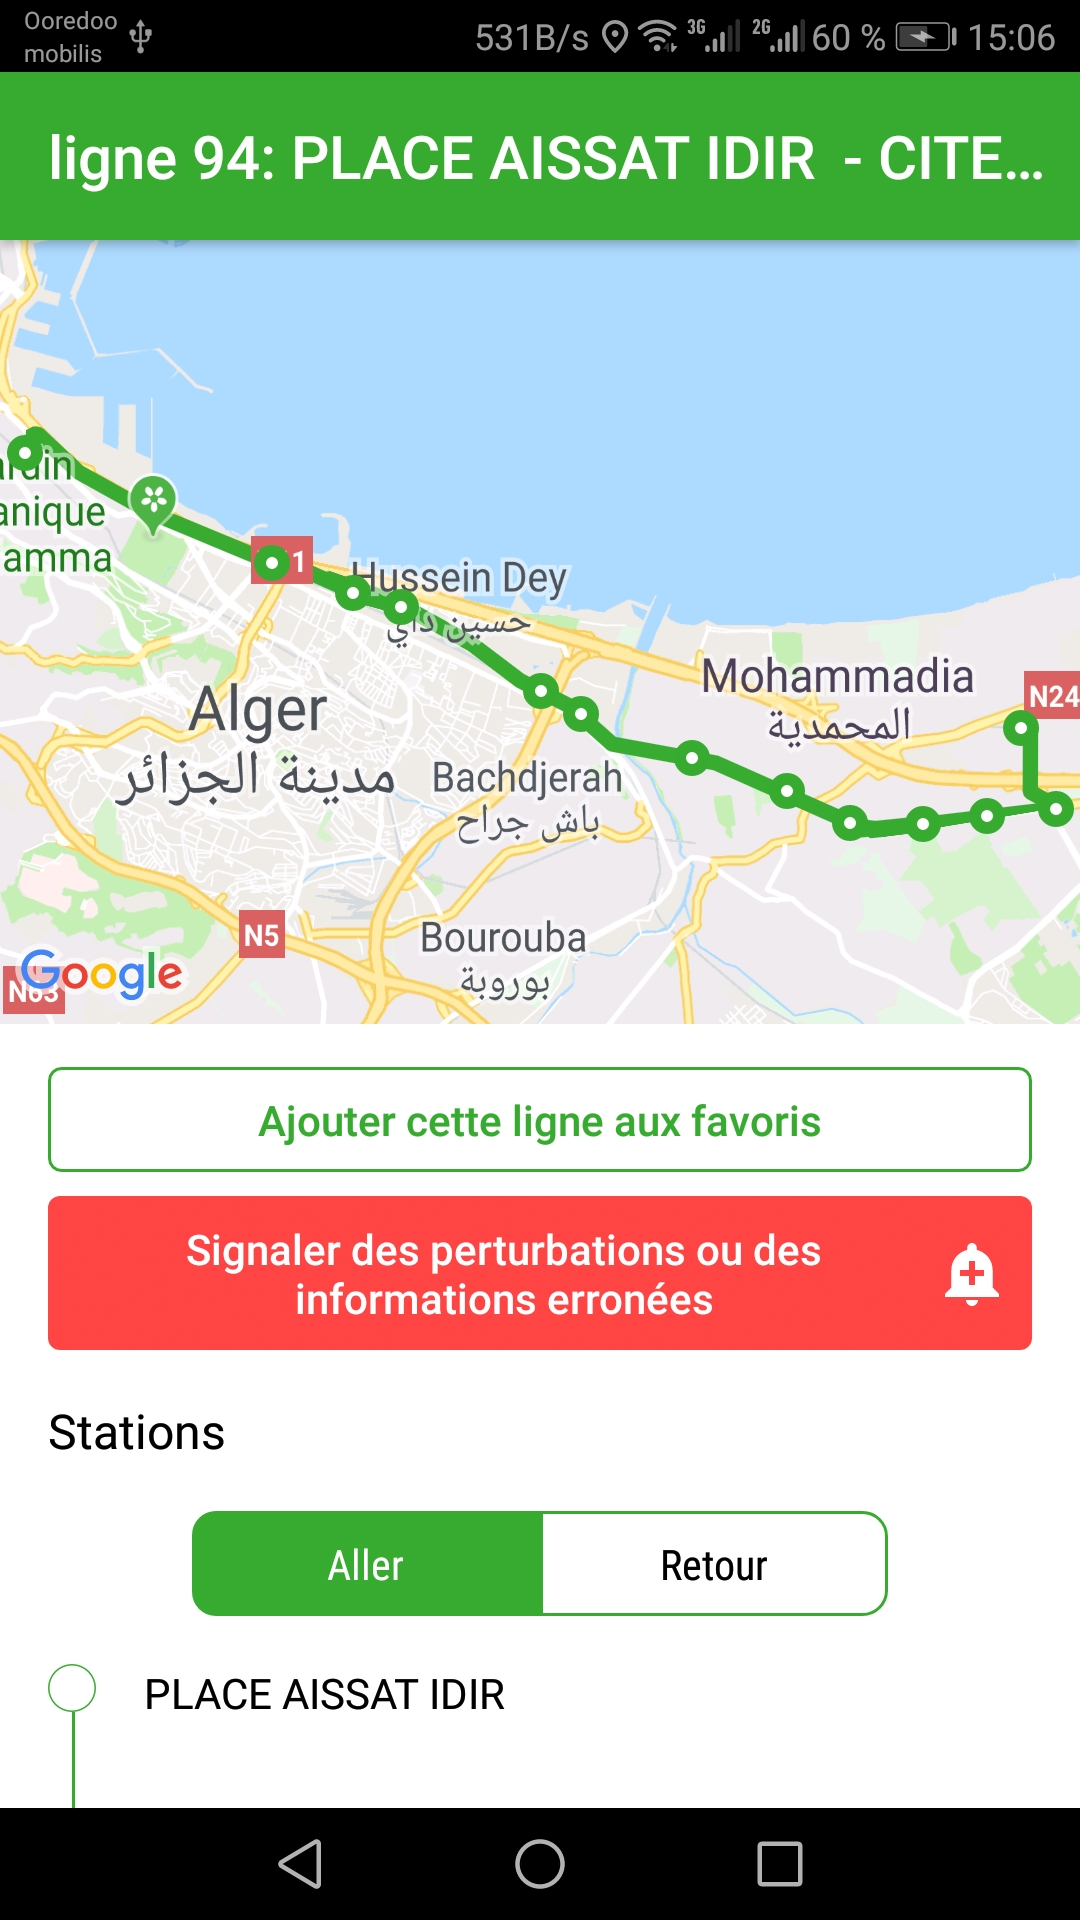 Ooredoo
mobilis
531B/s 3G 2G 60 % 15:06
ligne 94: PLACE AISSAT IDIR - CITE...
anique
amma
1
Hussein Dey
حسين داي
Mohammadia
المحمدية
N24
Alger
مدينة الجزائر
Bachdjerah
باش جراح
N5
Bourouba
بوروبة
Google
N63
Ajouter cette ligne aux favoris
Signaler des perturbations ou des
informations erronées
Stations
Aller
Retour
PLACE AISSAT IDIR